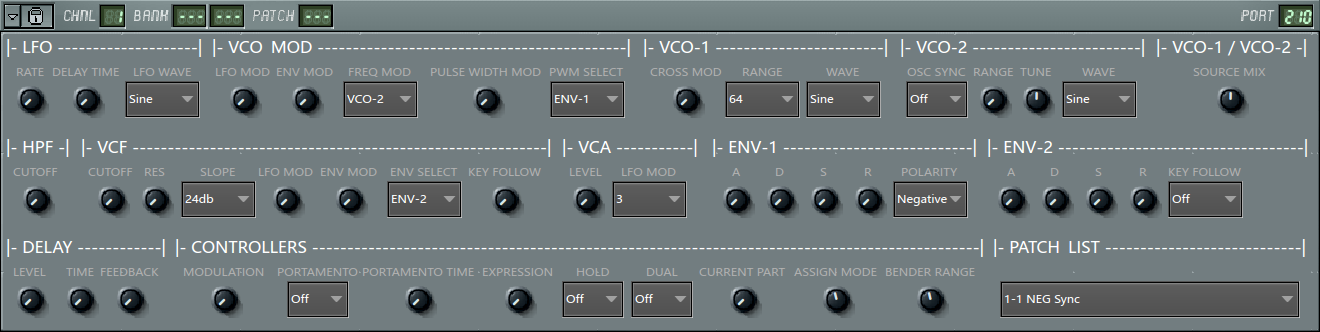 CHNL 1 BANK --- --- PATCH --- PORT 210
|- LFO -------------------| |- VCO MOD ------------------------------------------| |- VCO-1 --------------------------| |- VCO-2 --------------------------| |- VCO-1 / VCO-2 -|
RATE DELAY TIME LFO WAVE LFO MOD ENV MOD FREQ MOD PULSE WIDTH MOD PWM SELECT CROSS MOD RANGE WAVE OSC SYNC RANGE TUNE WAVE SOURCE MIX
Sine VCO-2 ENV-1 64 Sine Off Sine
|- HPF -| |- VCF ------------------------------------------------------------| |- VCA ------------| |- ENV-1 ----------------------------| |- ENV-2 ------------------------------------|
CUTOFF CUTOFF RES SLOPE LFO MOD ENV MOD ENV SELECT KEY FOLLOW LEVEL LFO MOD A D S R POLARITY A D S R KEY FOLLOW
24db ENV-2 3 Negative Off
|- DELAY ------------| |- CONTROLLERS ----------------------------------------------------------------------------------------------| |- PATCH LIST -----------------------------|
LEVEL TIME FEEDBACK MODULATION PORTAMENTO PORTAMENTO TIME EXPRESSION HOLD DUAL CURRENT PART ASSIGN MODE BENDER RANGE
Off Off Off 1-1 NEG Sync